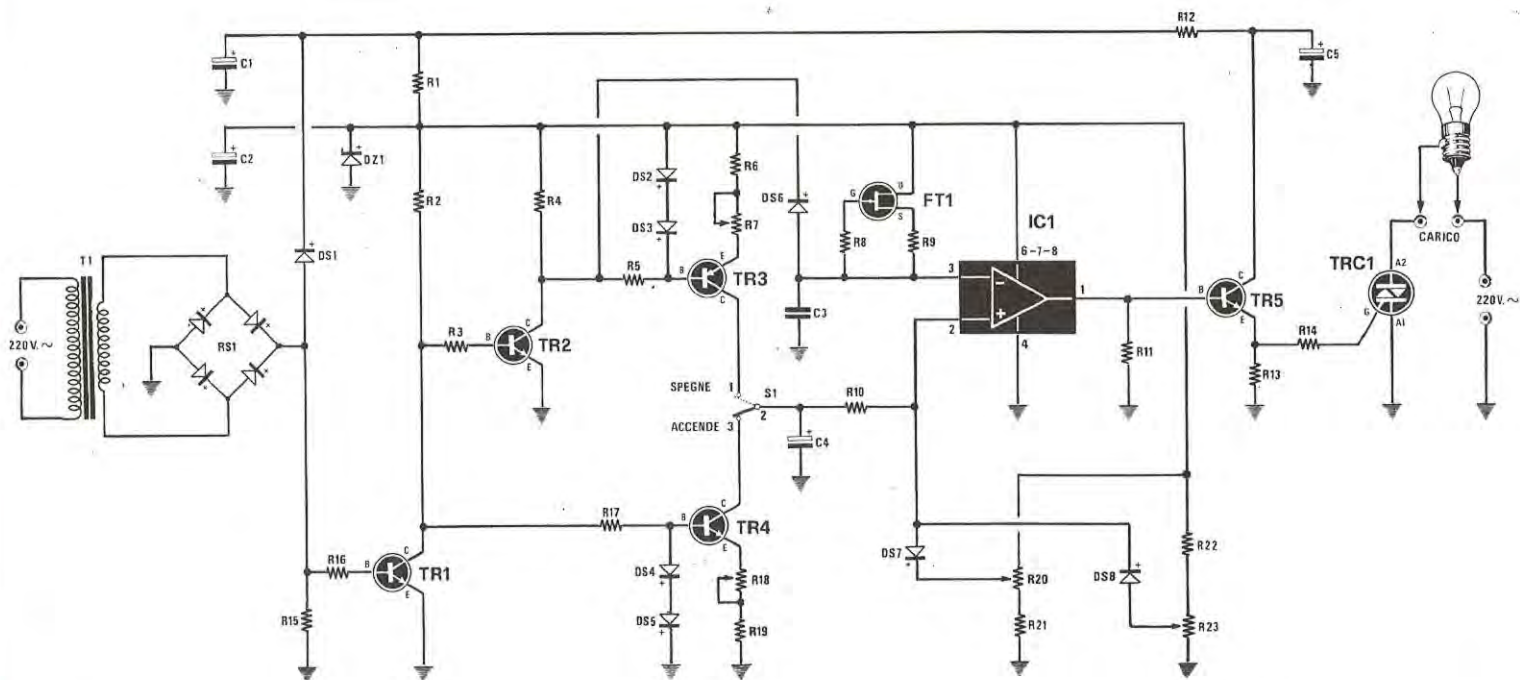 R12
C1
C5
R1
C2
DZ1
R2
R4
DS2
DS3
R6
R7
DS6
G
D
S
FT1
R8
R9
IC1
6-7-8
CARICO
T1
DS1
220V.~
RS1
R5
B
E
C
TR3
3
2
1
4
C3
R11
B
C
E
TR5
R14
R13
TRC1
A2
G
A1
220V.~
R3
B
C
E
TR2
SPEGNE
1
S1
2
ACCENDE
3
R10
C4
R17
B
C
E
TR4
R16
B
C
E
TR1
R15
DS4
DS5
R18
R19
DS7
R20
R21
DS8
R22
R23